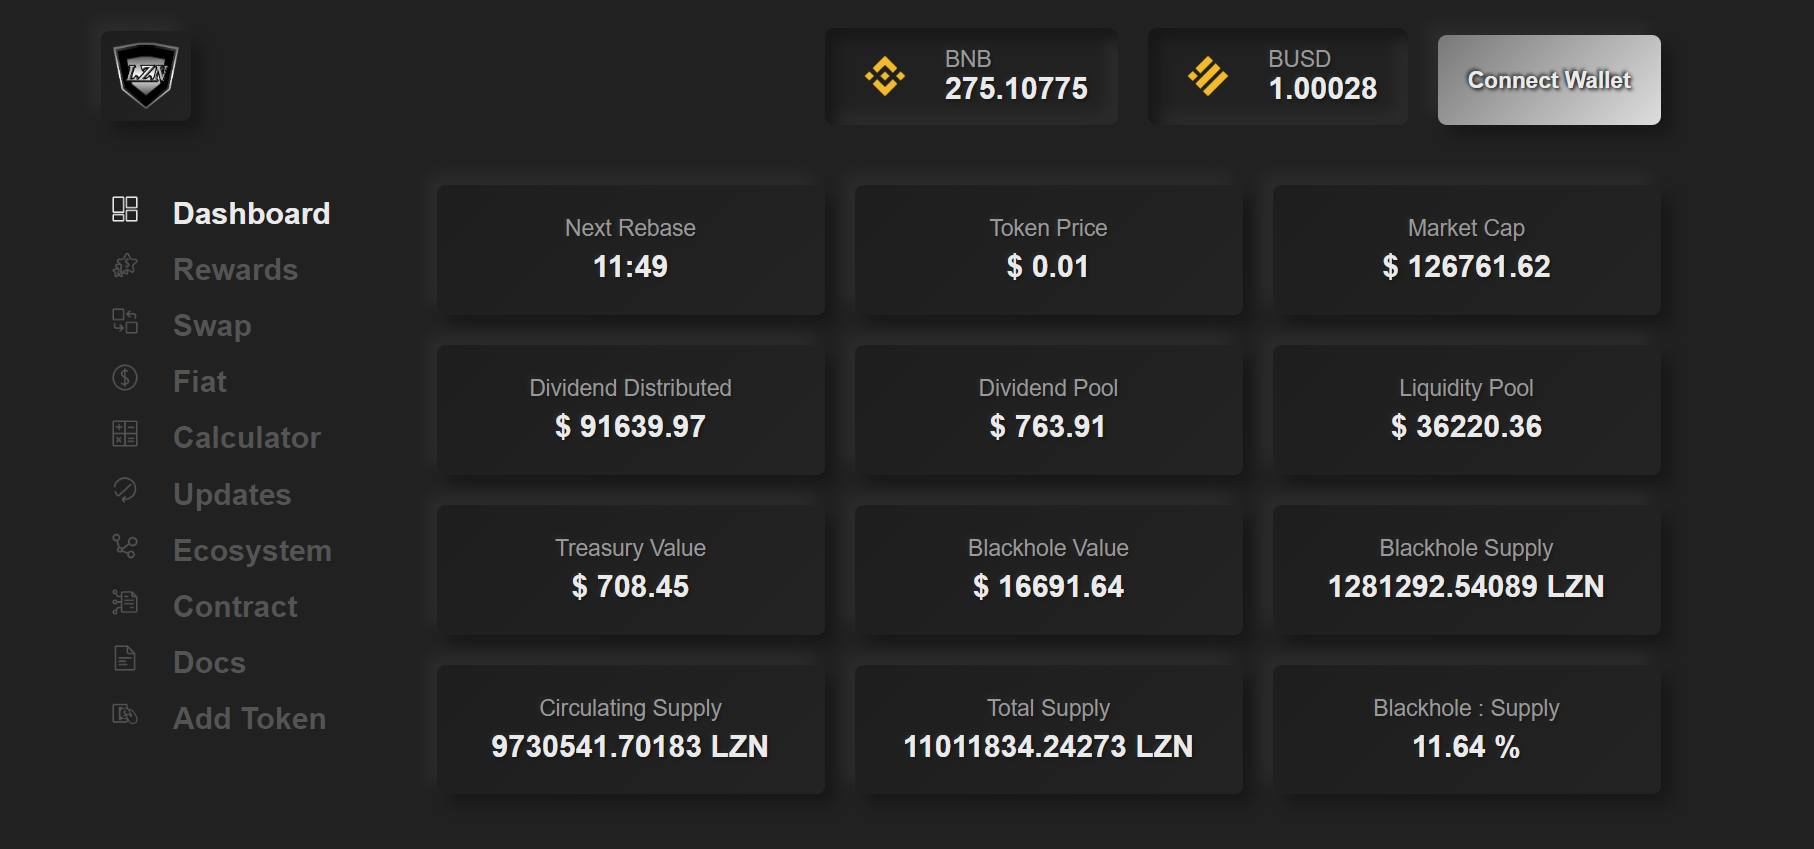 LZN
BNB
275.10775
BUSD
1.00028
Connect Wallet
Dashboard
Rewards
Swap
Fiat
Calculator
Updates
Ecosystem
Contract
Docs
Add Token
Next Rebase
11:49
Token Price
$ 0.01
Market Cap
$ 126761.62
Dividend Distributed
$ 91639.97
Dividend Pool
$ 763.91
Liquidity Pool
$ 36220.36
Treasury Value
$ 708.45
Blackhole Value
$ 16691.64
Blackhole Supply
1281292.54089 LZN
Circulating Supply
9730541.70183 LZN
Total Supply
11011834.24273 LZN
Blackhole : Supply
11.64 %